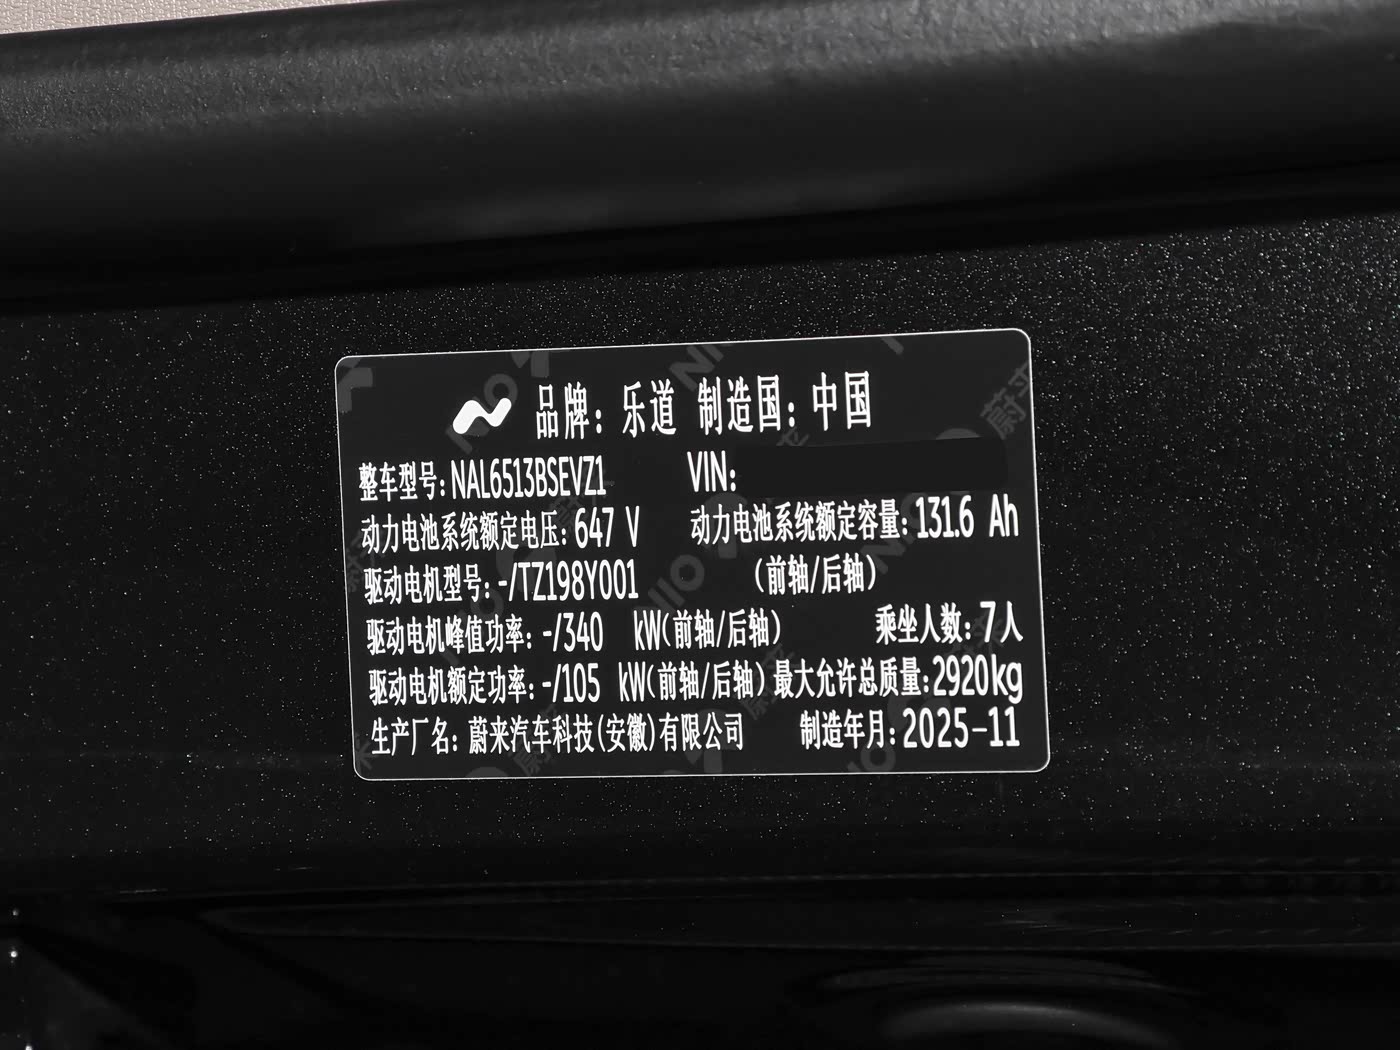 品牌：乐道 制造国：中国
整车型号：NAL6513BSEVZ1 VIN：
动力电池系统额定电压：647 V 动力电池系统额定容量：131.6 Ah
驱动电机型号：-/TZ198Y001 （前轴/后轴）
驱动电机峰值功率：-/340 kW（前轴/后轴） 乘坐人数：7人
驱动电机额定功率：-/105 kW（前轴/后轴） 最大允许总质量：2920kg
生产厂名：蔚来汽车科技（安徽）有限公司 制造年月：2025-11